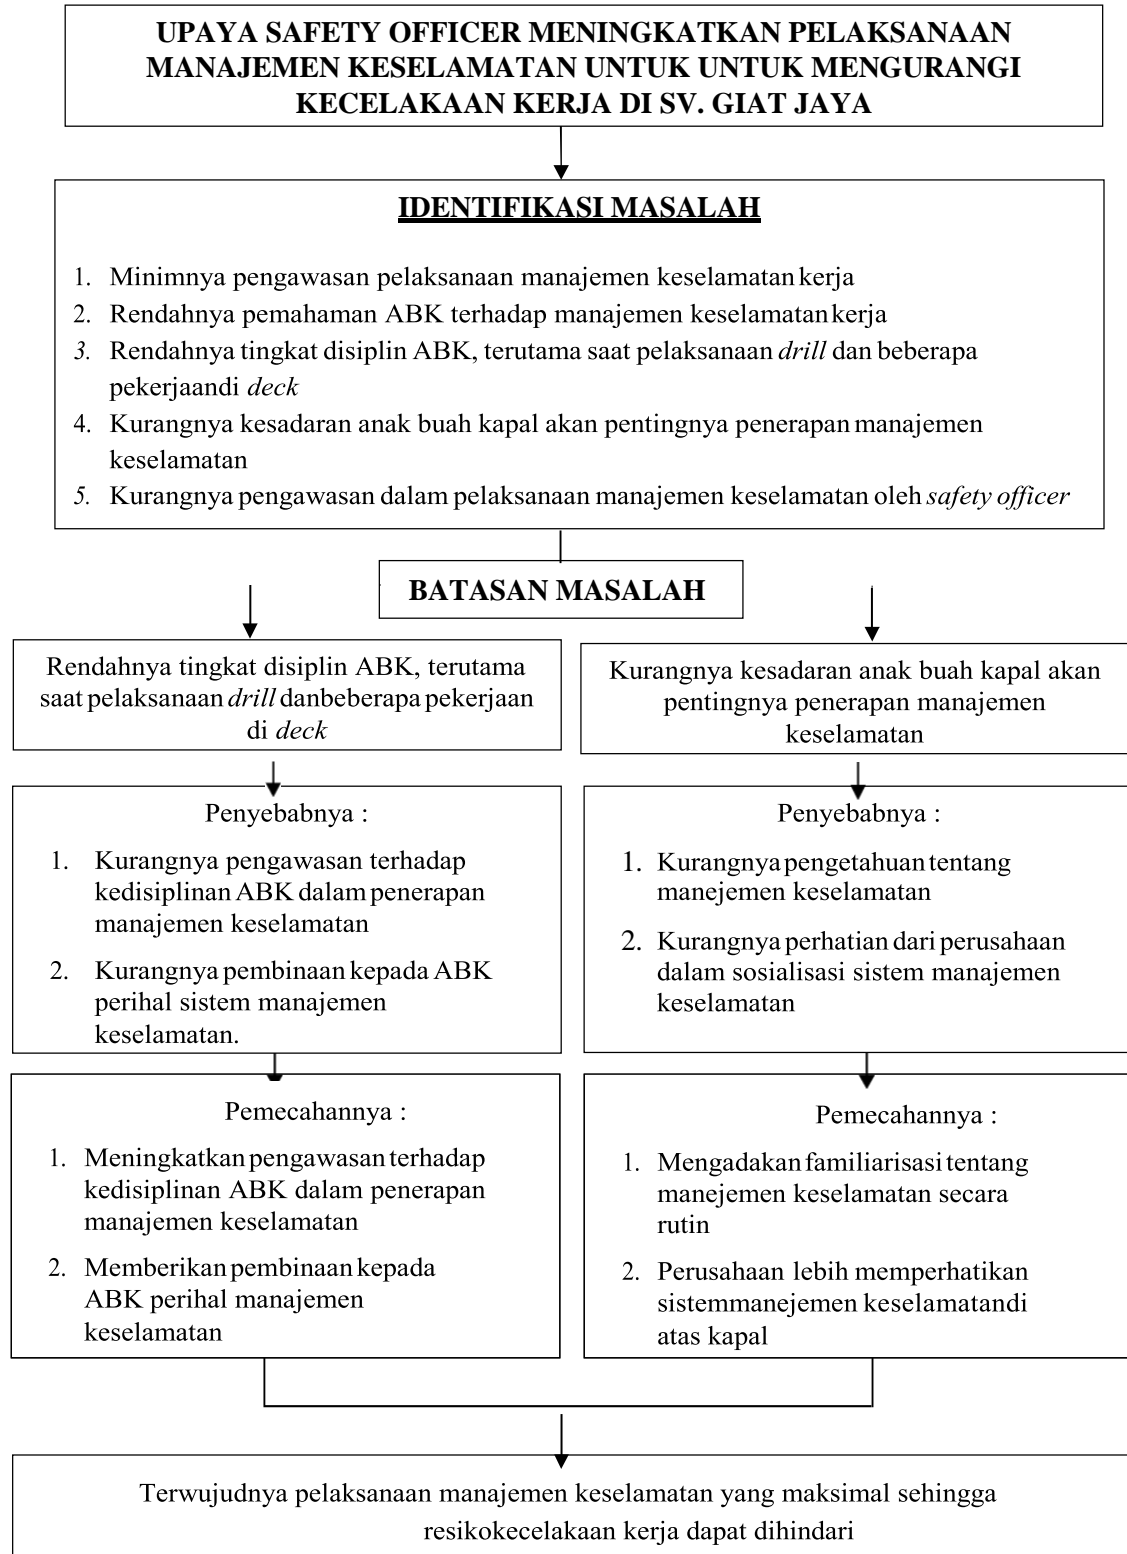 UPAYA SAFETY OFFICER MENINGKATKAN PELAKSANAAN
MANAJEMEN KESELAMATAN UNTUK UNTUK MENGURANGI
KECELAKAAN KERJA DI SV. GIAT JAYA
IDENTIFIKASI MASALAH
1. Minimnya pengawasan pelaksanaan manajemen keselamatan kerja
2. Rendahnya pemahaman ABK terhadap manajemen keselamatan kerja
3. Rendahnya tingkat disiplin ABK, terutama saat pelaksanaan drill dan beberapa
pekerjaandi deck
4. Kurangnya kesadaran anak buah kapal akan pentingnya penerapan manajemen
keselamatan
5. Kurangnya pengawasan dalam pelaksanaan manajemen keselamatan oleh safety officer
BATASAN MASALAH
Rendahnya tingkat disiplin ABK, terutama
saat pelaksanaan drill danbeberapa pekerjaan
di deck
Kurangnya kesadaran anak buah kapal akan
pentingnya penerapan manajemen
keselamatan
Penyebabnya :
1. Kurangnya pengawasan terhadap
kedisiplinan ABK dalam penerapan
manajemen keselamatan
2. Kurangnya pembinaan kepada ABK
perihal sistem manajemen
keselamatan.
Penyebabnya :
1. Kurangnya pengetahuan tentang
manejemen keselamatan
2. Kurangnya perhatian dari perusahaan
dalam sosialisasi sistem manajemen
keselamatan
Pemecahannya :
1. Meningkatkan pengawasan terhadap
kedisiplinan ABK dalam penerapan
manajemen keselamatan
2. Memberikan pembinaan kepada
ABK perihal manajemen
keselamatan
Pemecahannya :
1. Mengadakan familiarisasi tentang
manejemen keselamatan secara
rutin
2. Perusahaan lebih memperhatikan
sistemmanejemen keselamatandi
atas kapal
Terwujudnya pelaksanaan manajemen keselamatan yang maksimal sehingga
resikokecelakaan kerja dapat dihindari